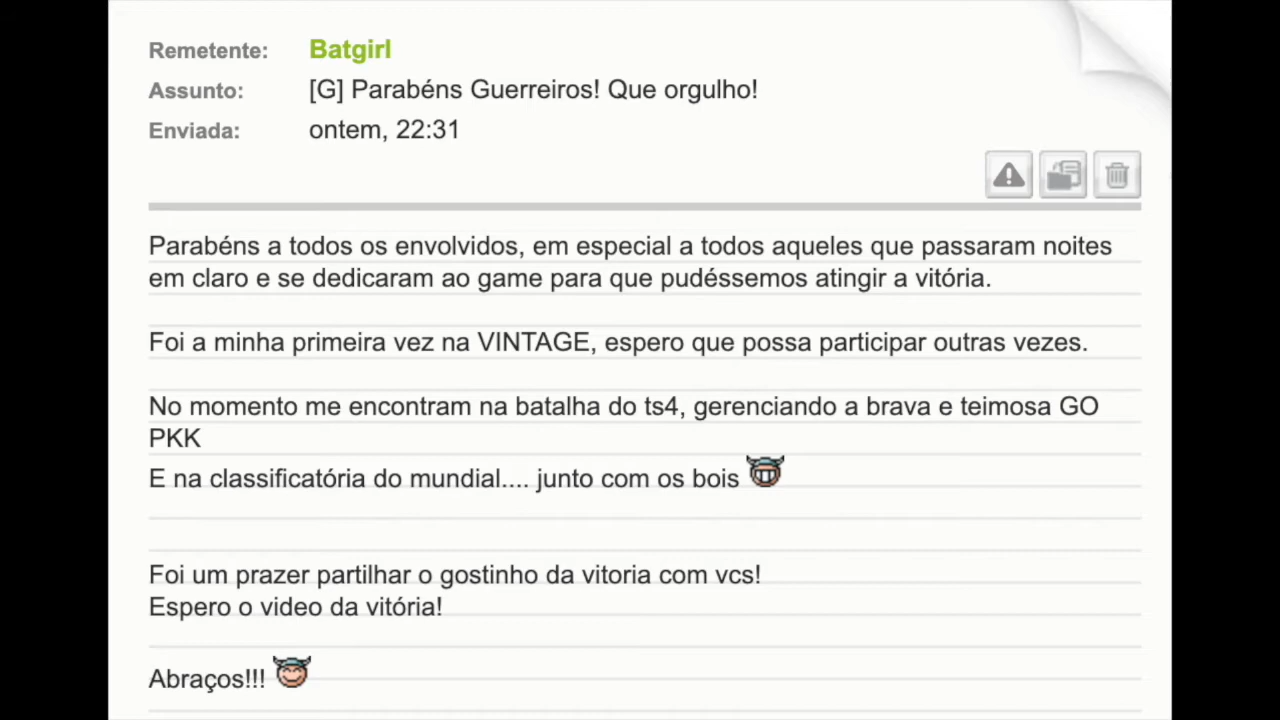 Remetente: Batgirl
Assunto: [G] Parabéns Guerreiros! Que orgulho!
Enviada: ontem, 22:31
Parabéns a todos os envolvidos, em especial a todos aqueles que passaram noites
em claro e se dedicaram ao game para que pudéssemos atingir a vitória.
Foi a minha primeira vez na VINTAGE, espero que possa participar outras vezes.
No momento me encontram na batalha do ts4, gerenciando a brava e teimosa GO
PKK
E na classificatória do mundial.... junto com os bois
Foi um prazer partilhar o gostinho da vitoria com vcs!
Espero o video da vitória!
Abraços!!!